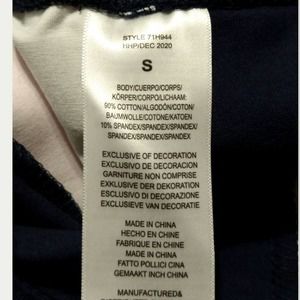 STYLE 71H944
HHP/DEC 2020
S
BODY/CUERPO/CORPS/
KÖRPER/CORPO/LICHAAM:
90% COTTON/ALGODÓN/COTON/
BAUMWOLLE/COTONE/KATOEN
10% SPANDEX/SPANDEX/SPANDEX/
SPANDEX/SPANDEX/SPANDEX
EXCLUSIVE OF DECORATION
EXCLUSIVO DE DECORACION
GARNITURE NON COMPRISE
EXKLUSIV DER DEKORATION
ESCLUSIVO DI DECORAZIONE
EXCLUSIEVE VAN DECORATIE
MADE IN CHINA
HECHO EN CHINE
FABRIQUE EN CHINE
MADE IN CHINA
FATTO POLLICI CINA
GEMAAKT INCH CHINA
MANUFACTURED&